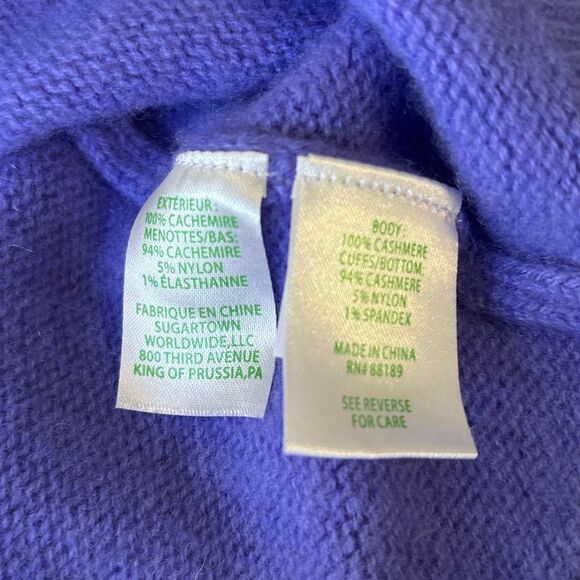 EXTÉRIEUR:
100% CACHEMIRE
MENOTTES/BAS:
94% CACHEMIRE
5% NYLON
1% ÉLASTHANNE
FABRIQUE EN CHINE
SUGARTOWN
WORLDWIDE,LLC
800 THIRD AVENUE
KING OF PRUSSIA,PA
BODY:
100% CASHMERE
CUFFS/BOTTOM:
94% CASHMERE
5% NYLON
1% SPANDEX
MADE IN CHINA
RN# 88189
SEE REVERSE
FOR CARE